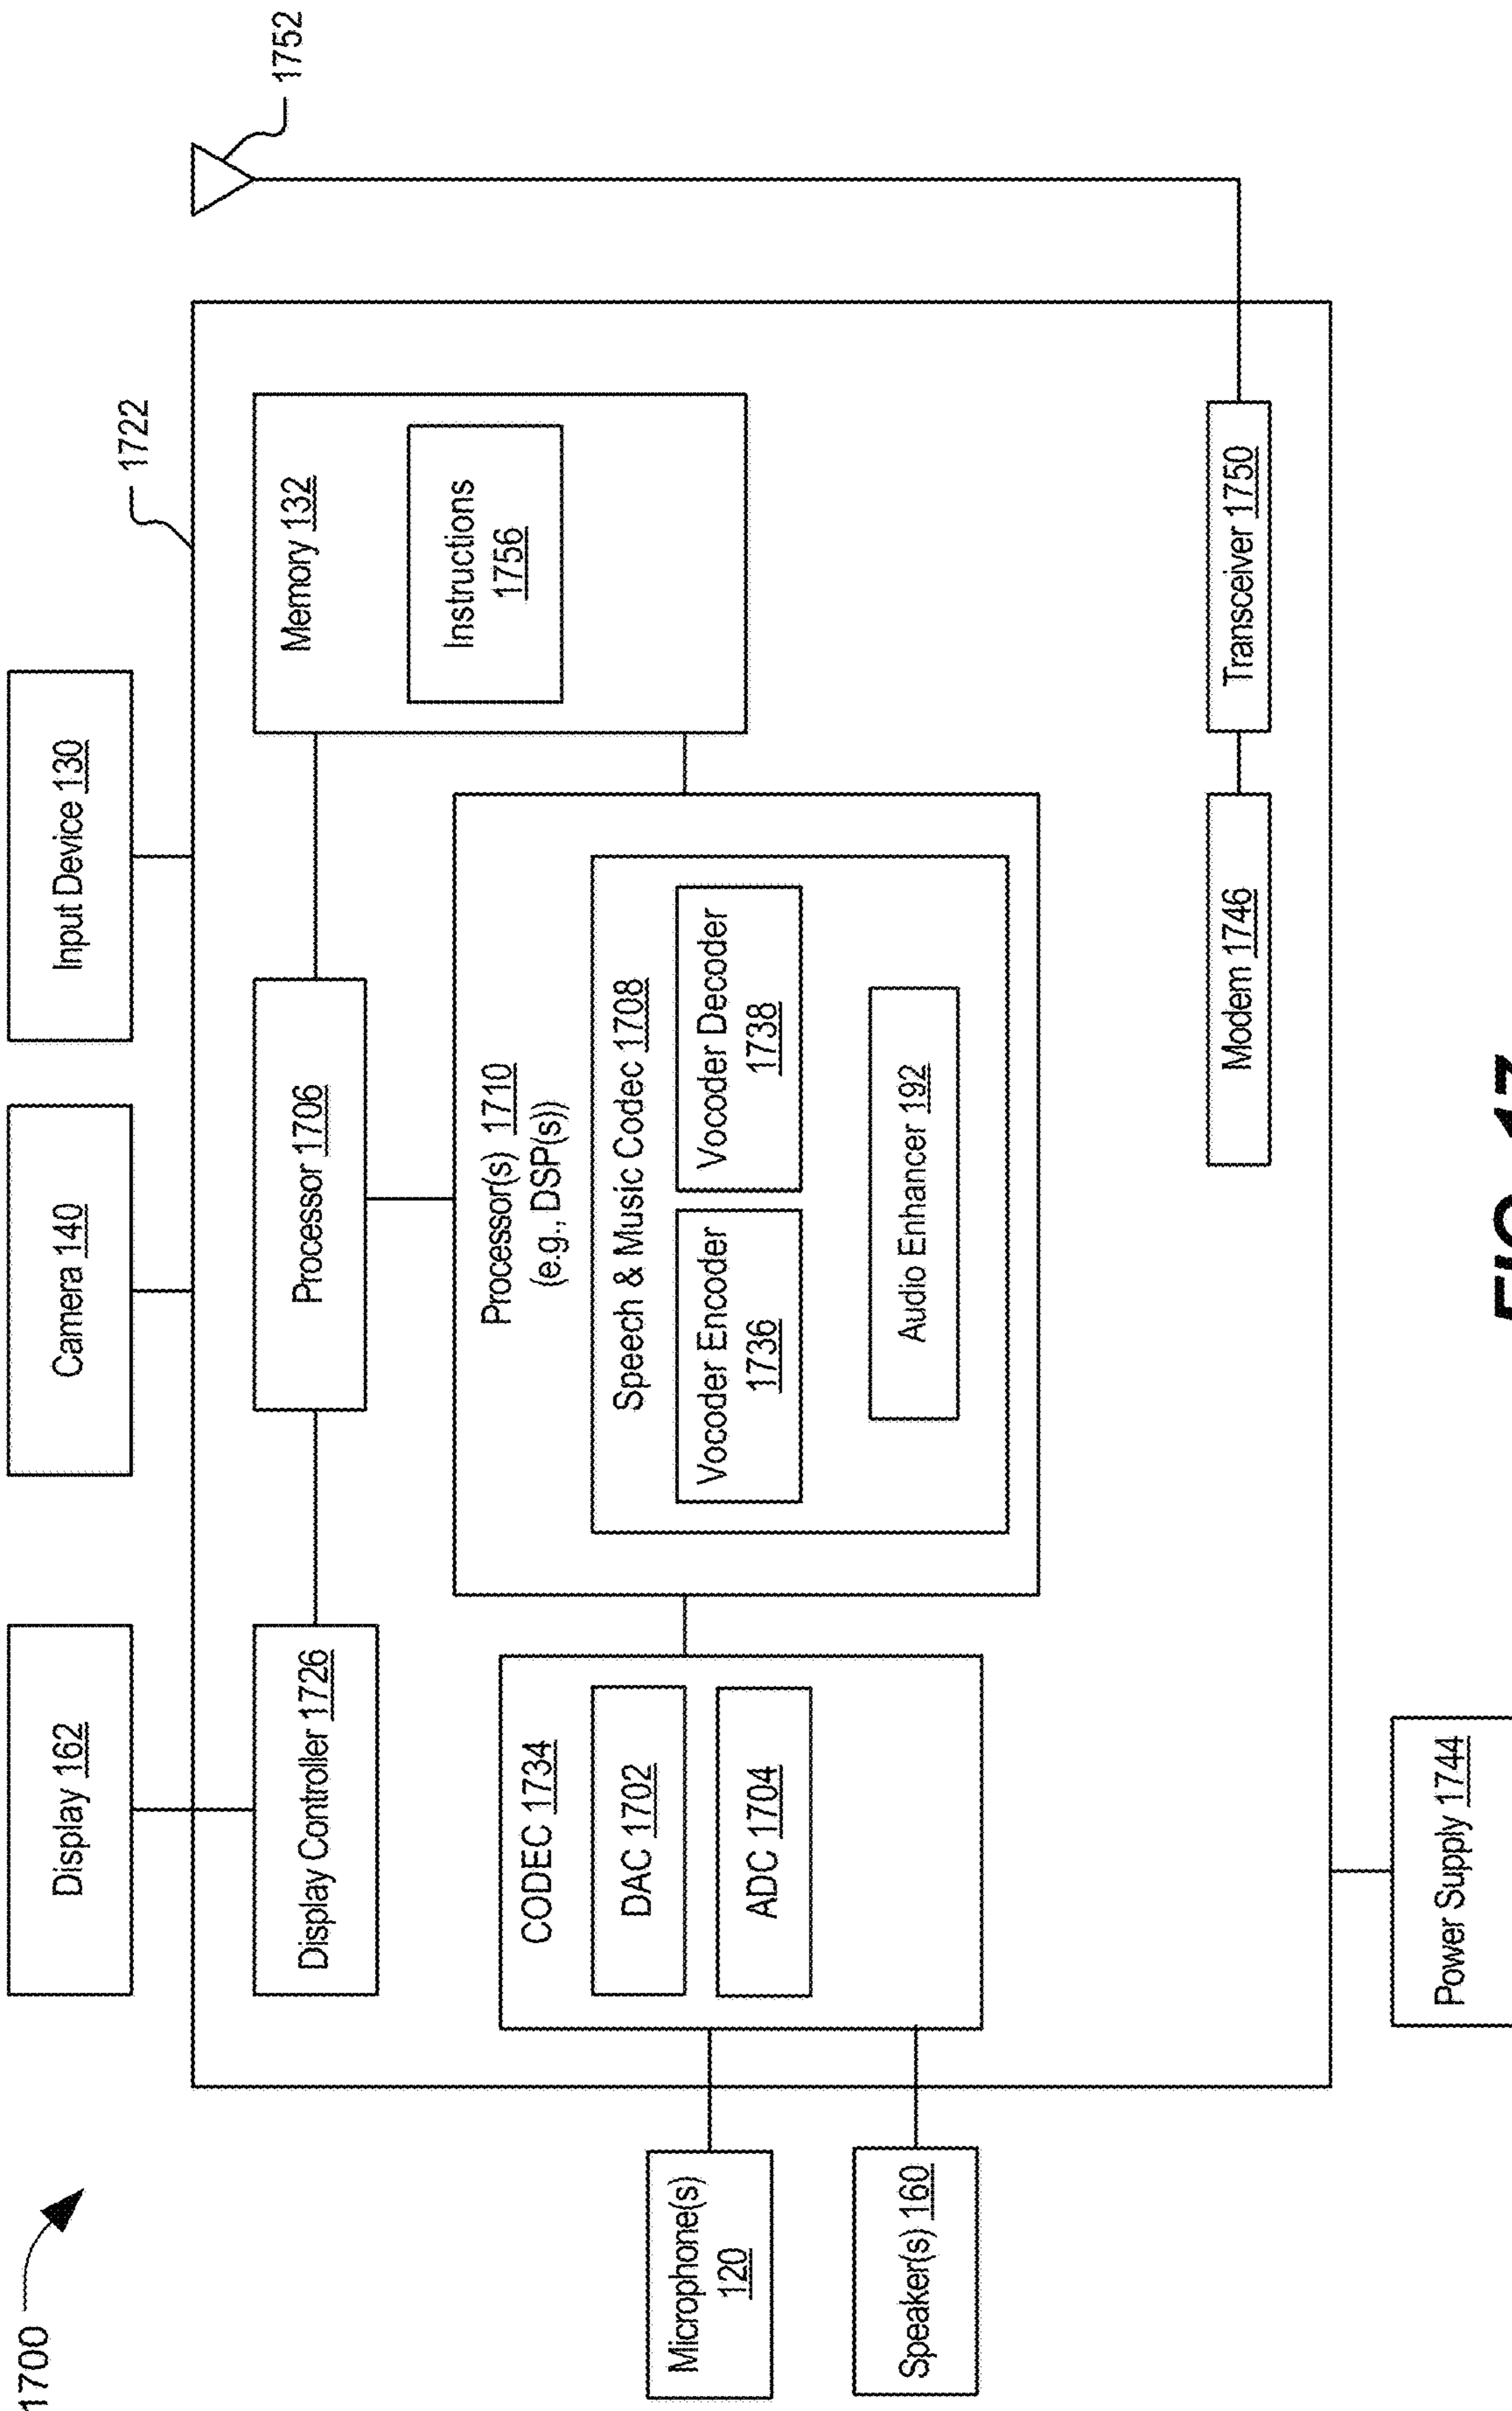 1700
Display 162
Camera 140
Input Device 130
1722
1752
Display Controller 1726
Processor 1706
Memory 132
Instructions
1756
Processor(s) 1710
(e.g., DSP(s))
Speech & Music Codec 1708
Vocoder Encoder
1736
Vocoder Decoder
1738
Audio Enhancer 192
CODEC 1734
DAC 1702
ADC 1704
Microphone(s)
120
Speaker(s) 160
Modem 1746
Transceiver 1750
Power Supply 1744
FIG. 17